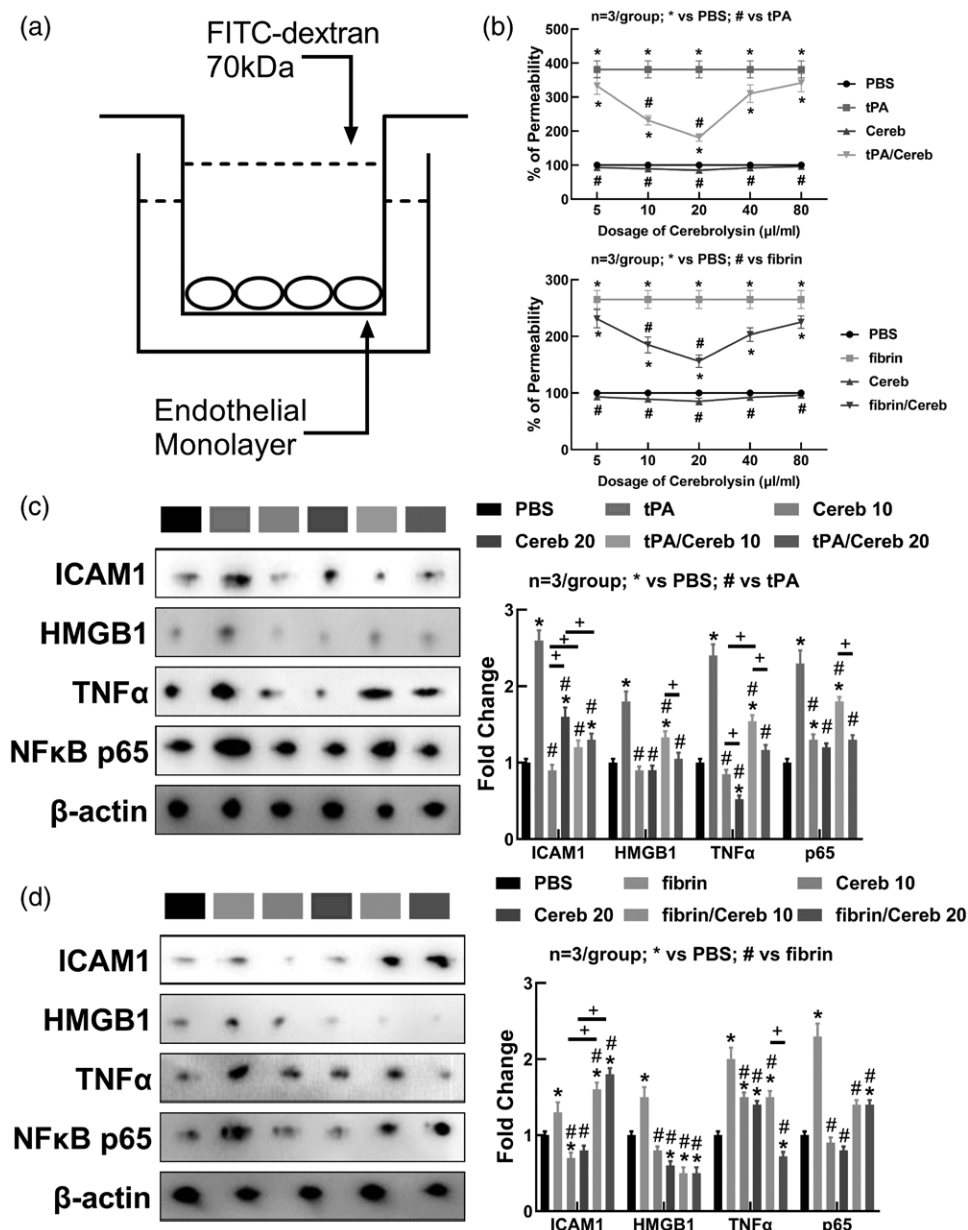 (a)
FITC-dextran
70kDa
Endothelial
Monolayer
(b)
n=3/group; * vs PBS; # vs tPA
% of Permeability
500
400
300
200
100
0
* * * * *
# #
* * * * *
# # # # #
5 10 20 40 80
Dosage of Cerebrolysin (µl/ml)
PBS
tPA
Cereb
tPA/Cereb
n=3/group; * vs PBS; # vs fibrin
% of Permeability
300
200
100
0
* * * * *
# #
* * * * *
# # # # #
5 10 20 40 80
Dosage of Cerebrolysin (µl/ml)
PBS
fibrin
Cereb
fibrin/Cereb
(c)
ICAM1
HMGB1
TNFα
NFκB p65
β-actin
PBS tPA Cereb 10
Cereb 20 tPA/Cereb 10 tPA/Cereb 20
n=3/group; * vs PBS; # vs tPA
Fold Change
3
2
1
0
* + + # # * # # *
* # # # * + #
* # + # * + # * + #
* # * # # * + #
ICAM1 HMGB1 TNFα p65
(d)
ICAM1
HMGB1
TNFα
NFκB p65
β-actin
PBS fibrin Cereb 10
Cereb 20 fibrin/Cereb 10 fibrin/Cereb 20
n=3/group; * vs PBS; # vs fibrin
Fold Change
3
2
1
0
* # * # + # * + # *
* # # * # * # *
* # * # * # * + # *
* # # # # *
ICAM1 HMGB1 TNFα p65